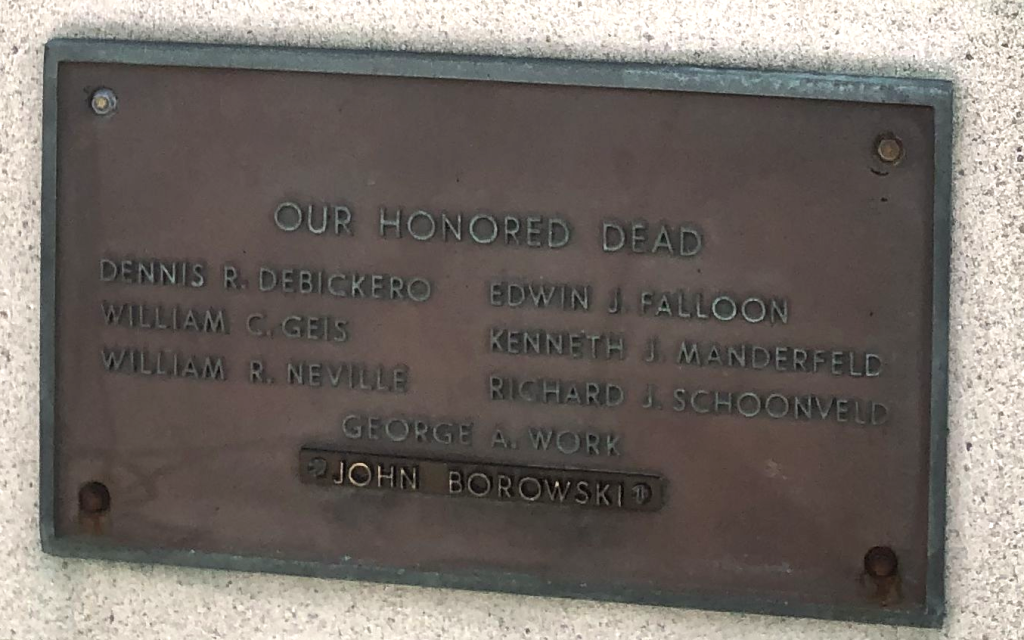 OUR HONORED DEAD
DENNIS R. DEBICKERO EDWIN J. FALLOON
WILLIAM C. GEIS KENNETH J. MANDERFELD
WILLIAM R. NEVILLE RICHARD J. SCHOONVELD
GEORGE A. WORK
JOHN BOROWSKI